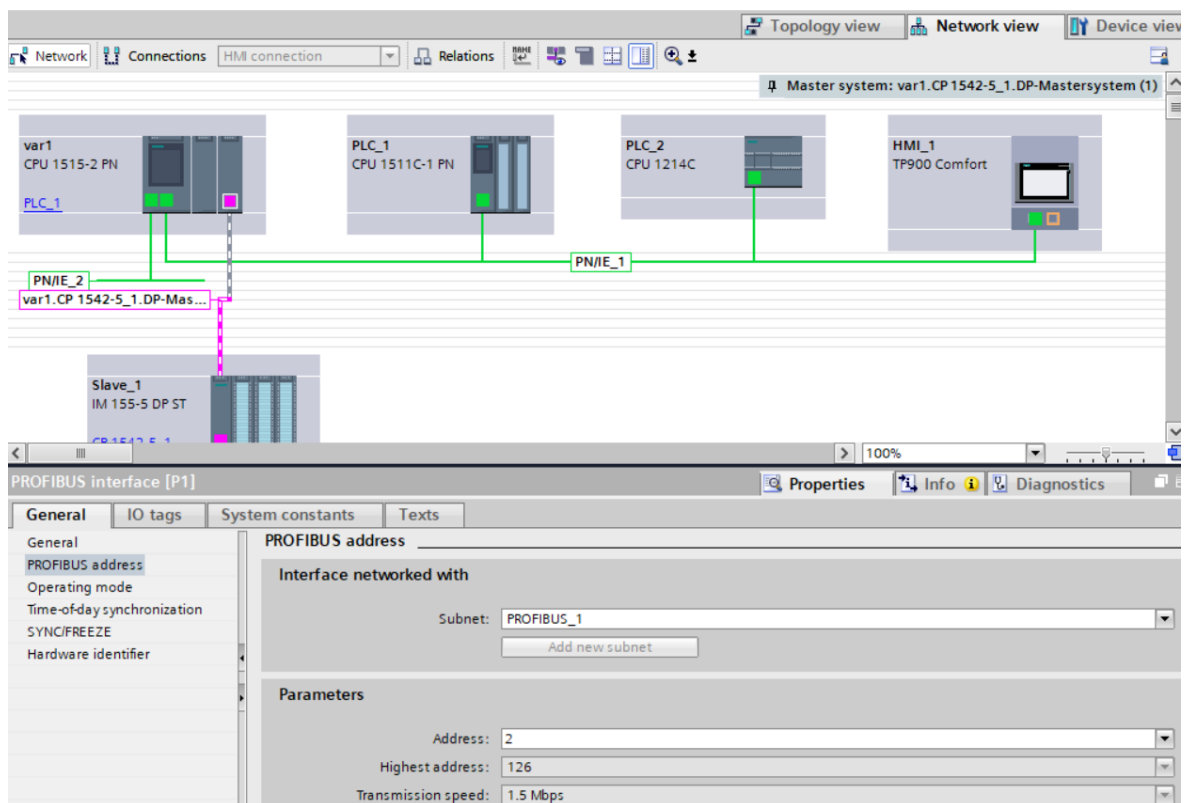 Topology view
Network view
Device view
Network
Connections
HMI connection
Relations
Master system: var1.CP 1542-5_1.DP-Mastersystem (1)
var1
CPU 1515-2 PN
PLC_1
PLC_1
CPU 1511C-1 PN
PLC_2
CPU 1214C
HMI_1
TP900 Comfort
PN/IE_1
PN/IE_2
var1.CP 1542-5_1.DP-Mas...
Slave_1
IM 155-5 DP ST
CP 1542-5_1
100%
PROFIBUS interface [P1]
Properties
Info
Diagnostics
General
IO tags
System constants
Texts
General
PROFIBUS address
Operating mode
Time-of-day synchronization
SYNC/FREEZE
Hardware identifier
PROFIBUS address
Interface networked with
Subnet: PROFIBUS_1
Add new subnet
Parameters
Address: 2
Highest address: 126
Transmission speed: 1.5 Mbps